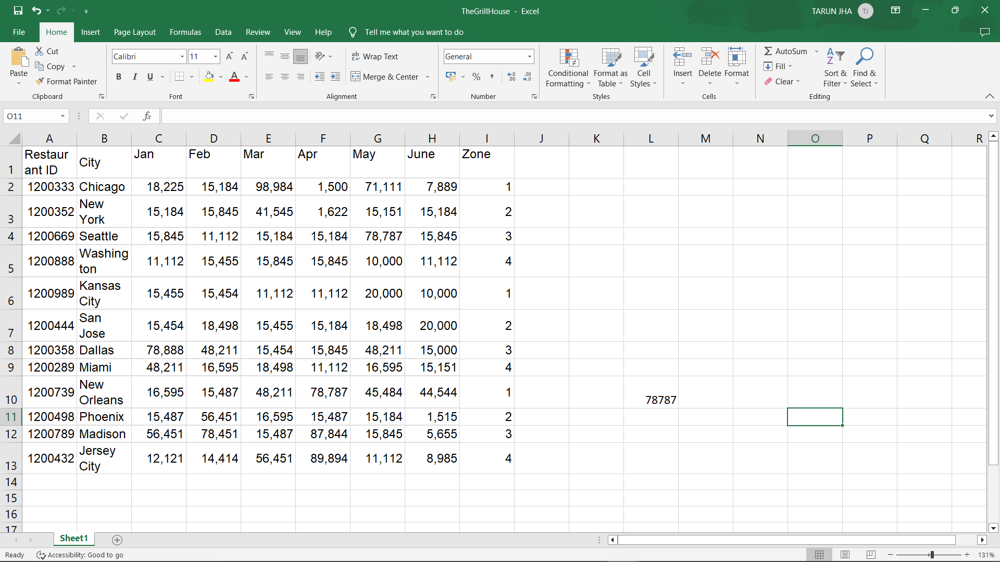 TheGrillHouse - Excel
TARUN JHA TJ
File Home Insert Page Layout Formulas Data Review View Help Tell me what you want to do
Paste Cut Copy Format Painter Clipboard
Calibri 11 A A B I U A Font
ab Wrap Text Merge & Center Alignment
General % , Number
Conditional Formatting Format as Table Cell Styles Styles
Insert Delete Format Cells
AutoSum Fill Clear Sort & Filter Find & Select Editing
O11 fx
A B C D E F G H I J K L M N O P Q R
1 Restaur ant ID City Jan Feb Mar Apr May June Zone
2 1200333 Chicago 18,225 15,184 98,984 1,500 71,111 7,889 1
3 1200352 New York 15,184 15,845 41,545 1,622 15,151 15,184 2
4 1200669 Seattle 15,845 11,112 15,184 15,184 78,787 15,845 3
5 1200888 Washing ton 11,112 15,455 15,845 15,845 10,000 11,112 4
6 1200989 Kansas City 15,455 15,454 11,112 11,112 20,000 10,000 1
7 1200444 San Jose 15,454 18,498 15,455 15,184 18,498 20,000 2
8 1200358 Dallas 78,888 48,211 15,454 15,845 48,211 15,000 3
9 1200289 Miami 48,211 16,595 18,498 11,112 16,595 15,151 4
10 1200739 New Orleans 16,595 15,487 48,211 78,787 45,484 44,544 1 78787
11 1200498 Phoenix 15,487 56,451 16,595 15,487 15,184 1,515 2
12 1200789 Madison 56,451 78,451 15,487 87,844 15,845 5,655 3
13 1200432 Jersey City 12,121 14,414 56,451 89,894 11,112 8,985 4
14
15
16
17
Sheet1
Ready Accessibility: Good to go 131%